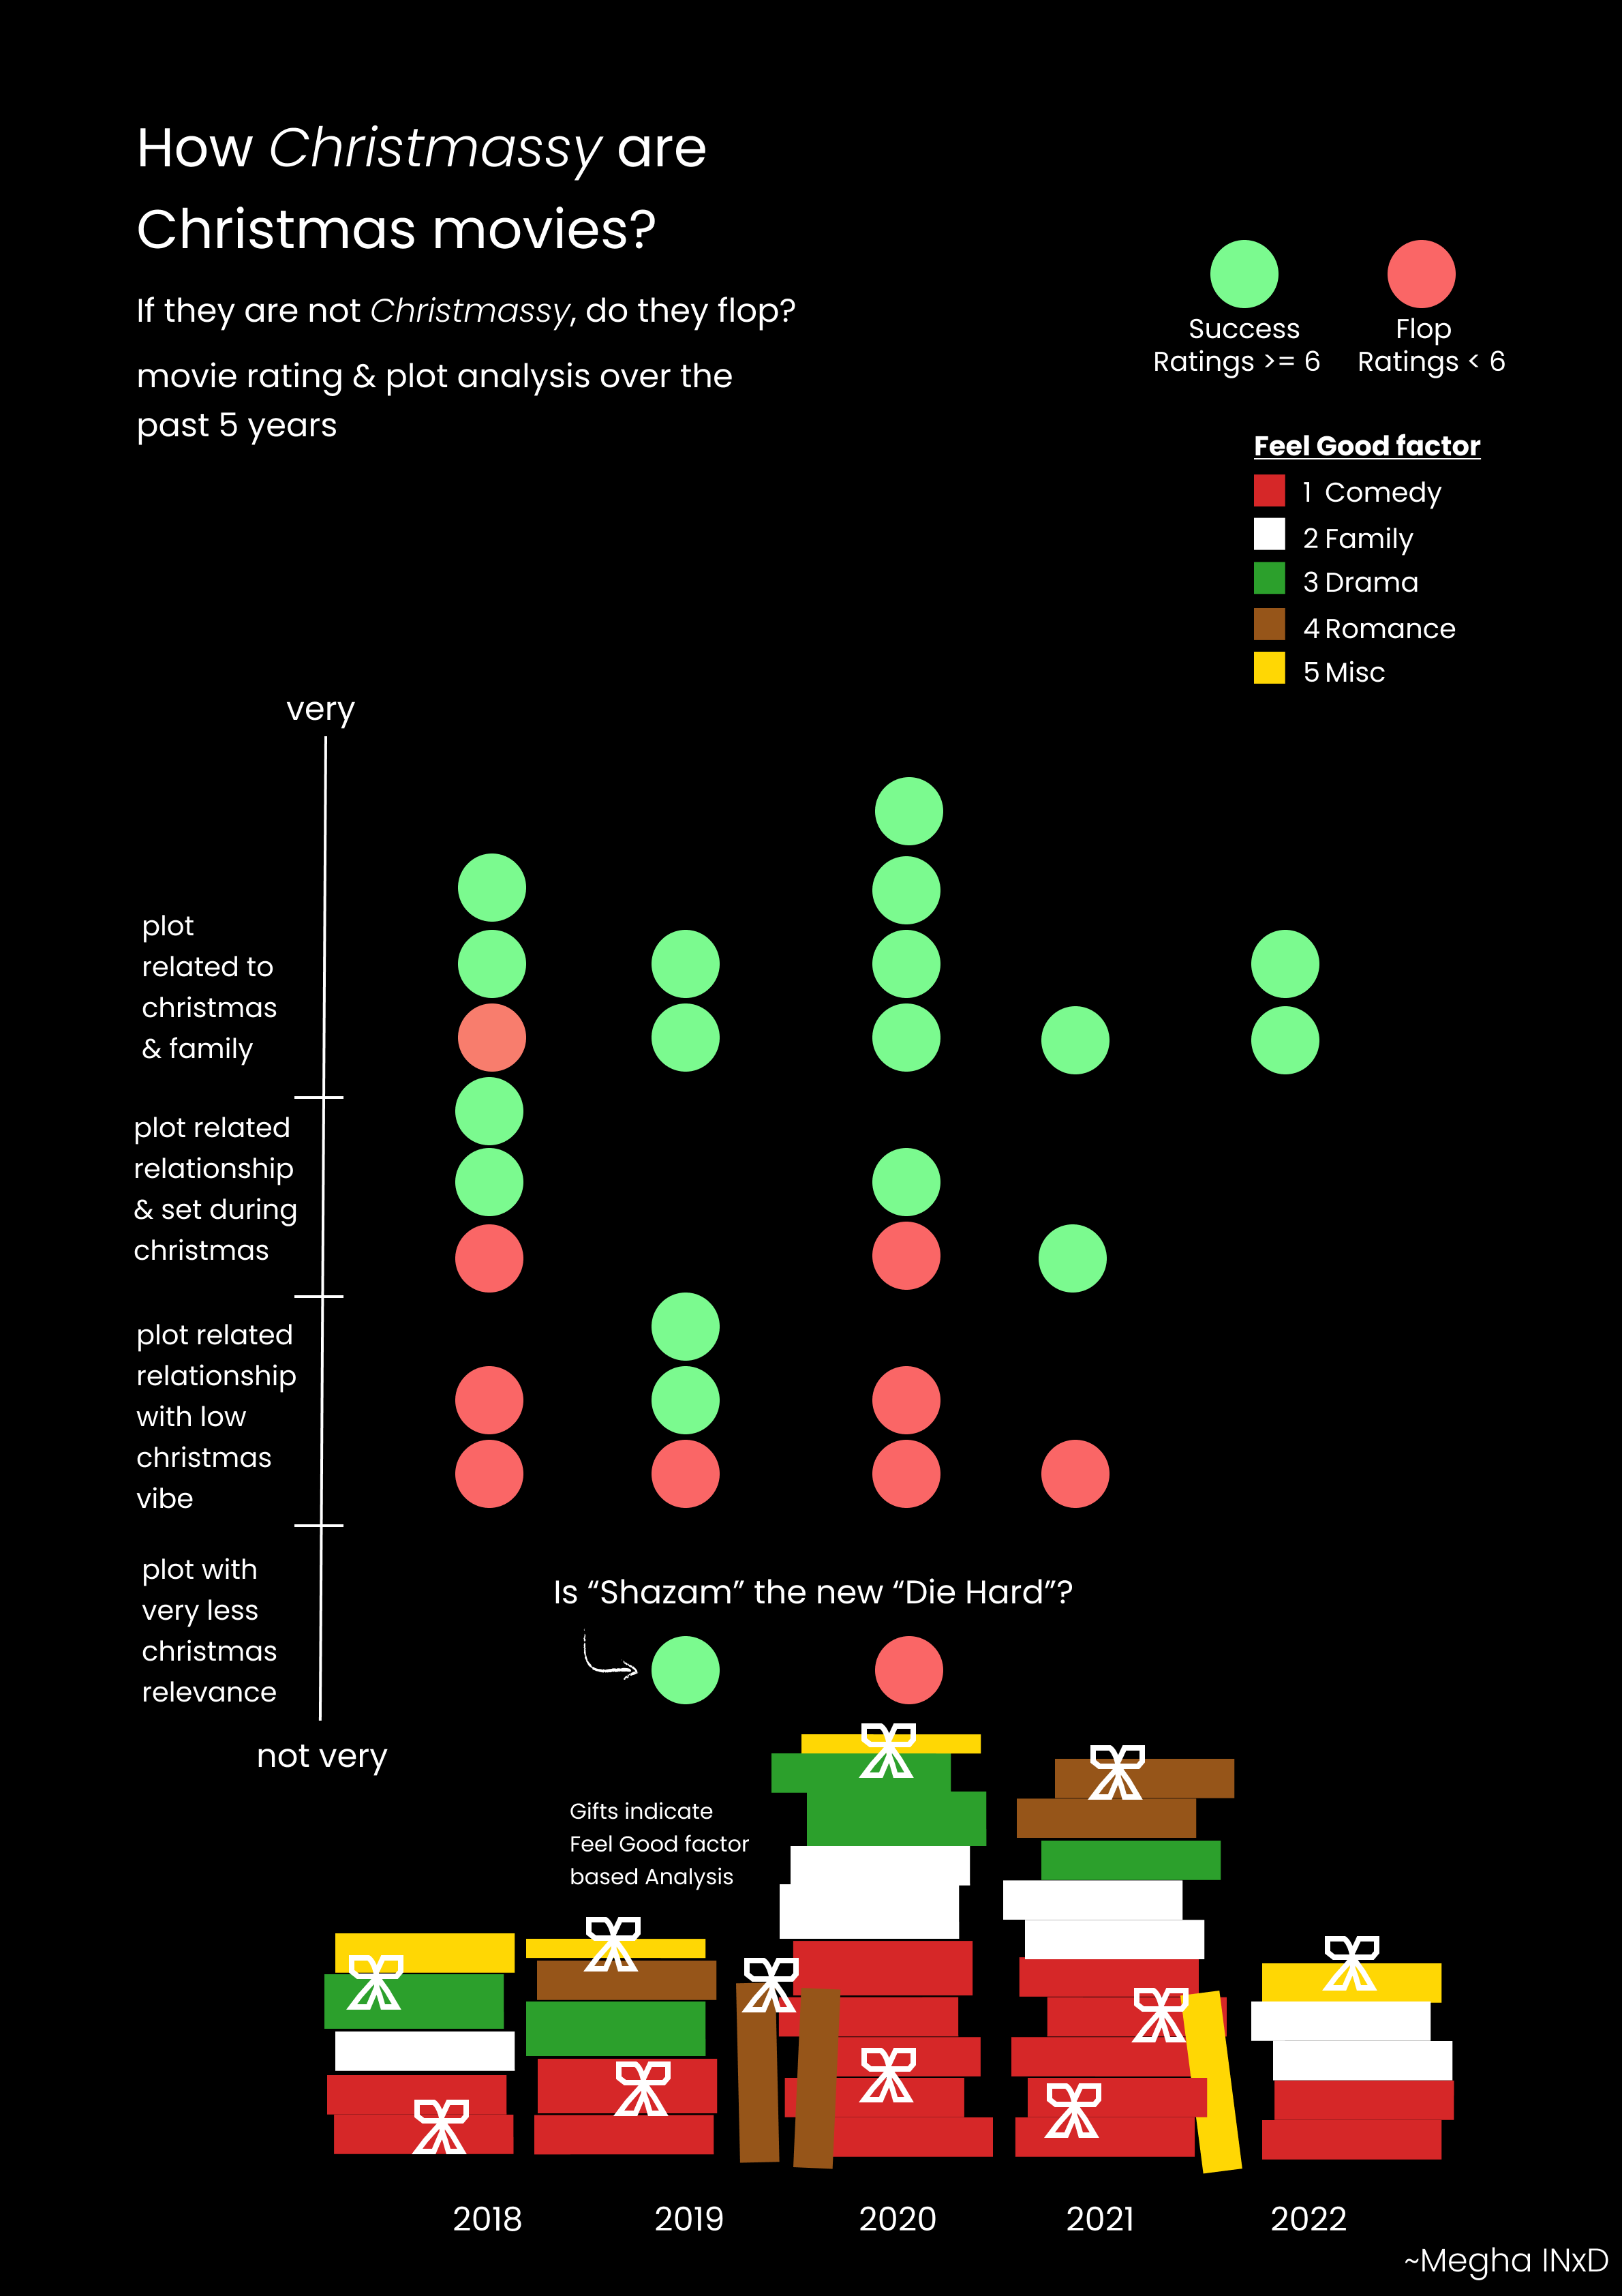 How Christmassy are
Christmas movies?
If they are not Christmassy, do they flop?
movie rating & plot analysis over the
past 5 years
Success
Ratings >= 6
Flop
Ratings < 6
Feel Good factor
1 Comedy
2 Family
3 Drama
4 Romance
5 Misc
very
plot
related to
christmas
& family
plot related
relationship
& set during
christmas
plot related
relationship
with low
christmas
vibe
plot with
very less
christmas
relevance
not very
Is “Shazam” the new “Die Hard”?
Gifts indicate
Feel Good factor
based Analysis
2018 2019 2020 2021 2022
~Megha INxD